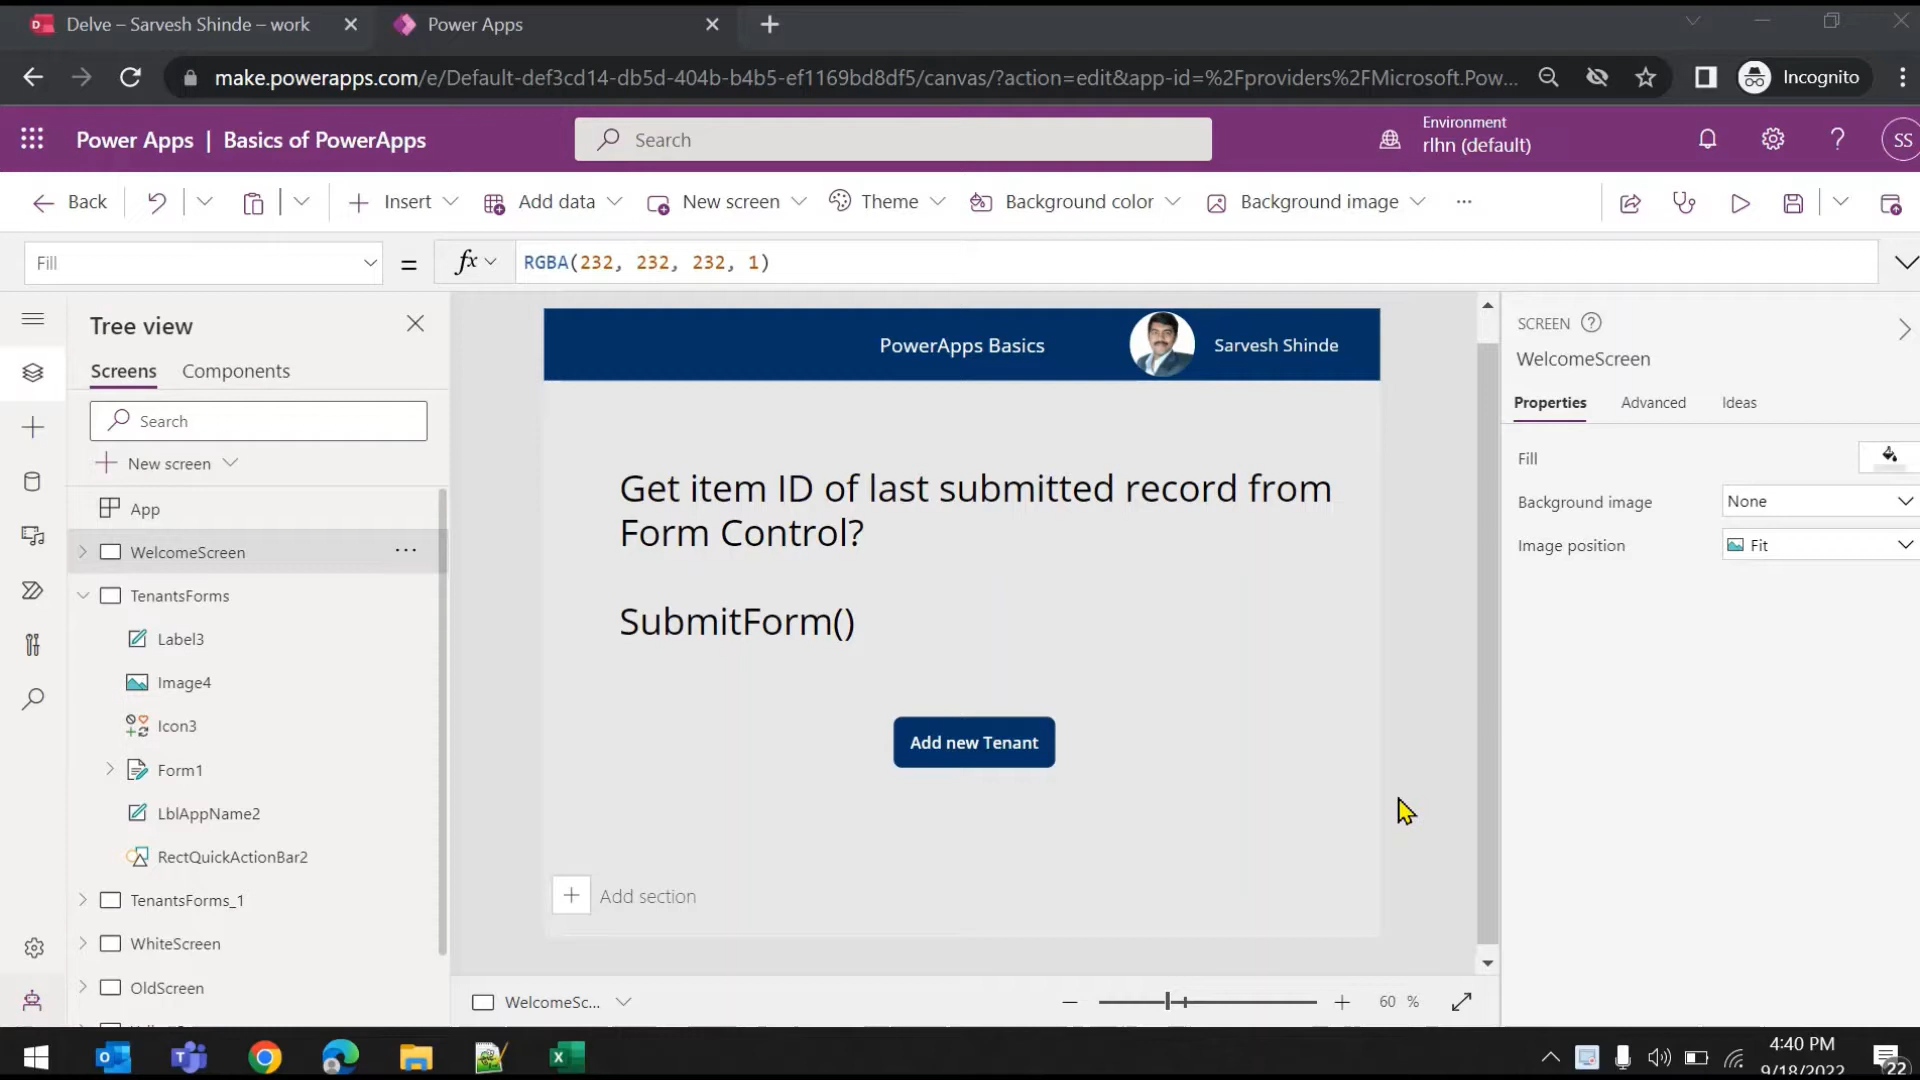 Delve – Sarvesh Shinde – work
Power Apps
make.powerapps.com/e/Default-def3cd14-db5d-404b-b4b5-ef1169bd8df5/canvas/?action=edit&app-id=%2Fproviders%2FMicrosoft.Pow...
Incognito
Power Apps | Basics of PowerApps
Search
Environment
rlhn (default)
SS
Back
Insert
Add data
New screen
Theme
Background color
Background image
Fill
=
fx
RGBA(232, 232, 232, 1)
Tree view
Screens
Components
Search
New screen
App
WelcomeScreen
TenantsForms
Label3
Image4
Icon3
Form1
LblAppName2
RectQuickActionBar2
TenantsForms_1
WhiteScreen
OldScreen
PowerApps Basics
Sarvesh Shinde
Get item ID of last submitted record from
Form Control?
SubmitForm()
Add new Tenant
Add section
WelcomeSc...
60 %
SCREEN
WelcomeScreen
Properties
Advanced
Ideas
Fill
Background image
None
Image position
Fit
4:40 PM
9/18/2022
22